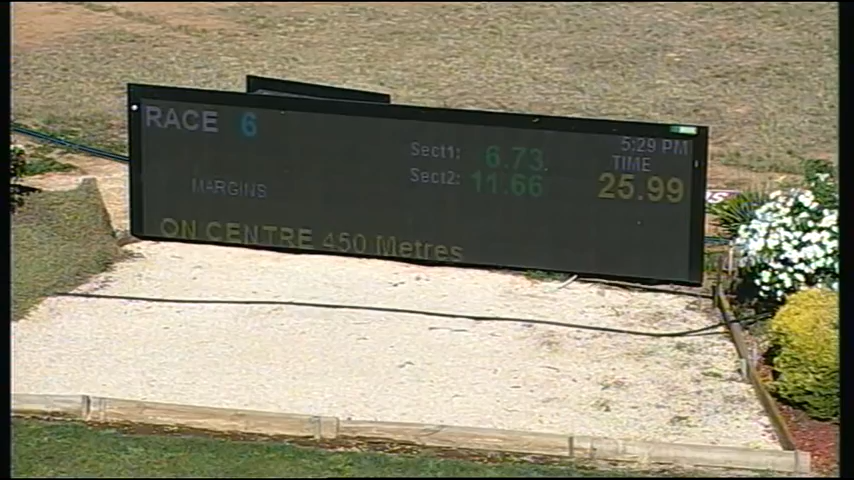 RACE 6
5:29 PM
Sect1: 6.73
TIME
Sect2: 11.66 25.99
MARGINS
ON CENTRE 450 Metres